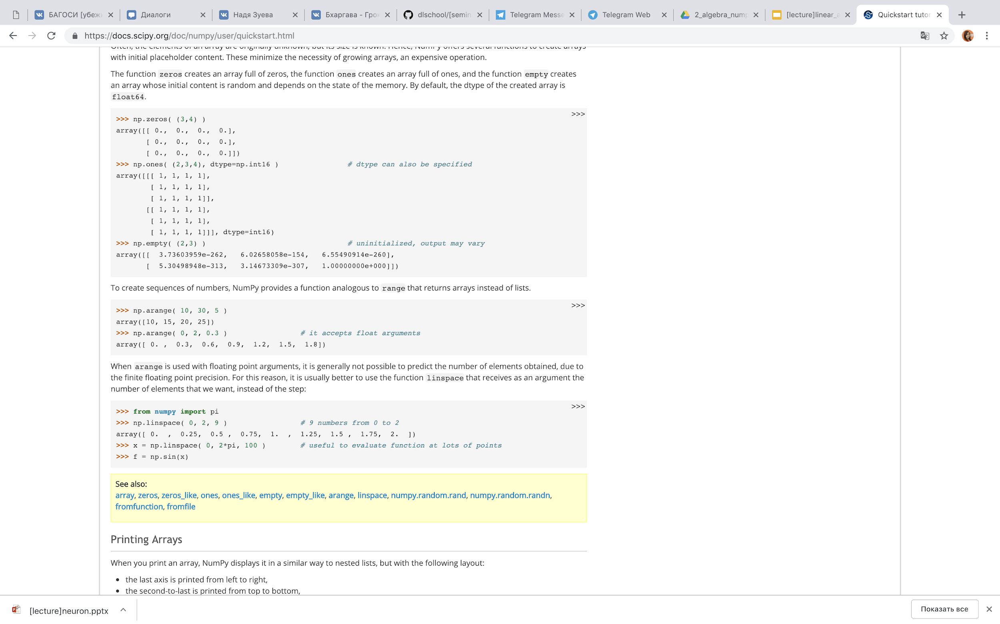 БАГОСИ [убеж
Диалоги
Надя Зуева
Бхаргава - Грок
dlschool/[semin
Telegram Messe
Telegram Web
2_algebra_nump
[lecture]linear_a
Quickstart tutor
https://docs.scipy.org/doc/numpy/user/quickstart.html
Often, the elements of an array are originally unknown, but its size is known. Hence, NumPy offers several functions to create arrays
with initial placeholder content. These minimize the necessity of growing arrays, an expensive operation.
The function zeros creates an array full of zeros, the function ones creates an array full of ones, and the function empty creates
an array whose initial content is random and depends on the state of the memory. By default, the dtype of the created array is
float64.
>>>
>>> np.zeros( (3,4) )
array([[ 0., 0., 0., 0.],
[ 0., 0., 0., 0.],
[ 0., 0., 0., 0.]])
>>> np.ones( (2,3,4), dtype=np.int16 ) # dtype can also be specified
array([[[ 1, 1, 1, 1],
[ 1, 1, 1, 1],
[ 1, 1, 1, 1]],
[[ 1, 1, 1, 1],
[ 1, 1, 1, 1],
[ 1, 1, 1, 1]]], dtype=int16)
>>> np.empty( (2,3) ) # uninitialized, output may vary
array([[ 3.73603959e-262, 6.02658058e-154, 6.55490914e-260],
[ 5.30498948e-313, 3.14673309e-307, 1.00000000e+000]])
To create sequences of numbers, NumPy provides a function analogous to range that returns arrays instead of lists.
>>>
>>> np.arange( 10, 30, 5 )
array([10, 15, 20, 25])
>>> np.arange( 0, 2, 0.3 ) # it accepts float arguments
array([ 0. , 0.3, 0.6, 0.9, 1.2, 1.5, 1.8])
When arange is used with floating point arguments, it is generally not possible to predict the number of elements obtained, due to
the finite floating point precision. For this reason, it is usually better to use the function linspace that receives as an argument the
number of elements that we want, instead of the step:
>>>
>>> from numpy import pi
>>> np.linspace( 0, 2, 9 ) # 9 numbers from 0 to 2
array([ 0. , 0.25, 0.5 , 0.75, 1. , 1.25, 1.5 , 1.75, 2. ])
>>> x = np.linspace( 0, 2*pi, 100 ) # useful to evaluate function at lots of points
>>> f = np.sin(x)
See also:
array, zeros, zeros_like, ones, ones_like, empty, empty_like, arange, linspace, numpy.random.rand, numpy.random.randn,
fromfunction, fromfile
Printing Arrays
When you print an array, NumPy displays it in a similar way to nested lists, but with the following layout:
• the last axis is printed from left to right,
• the second-to-last is printed from top to bottom,
[lecture]neuron.pptx
Показать все